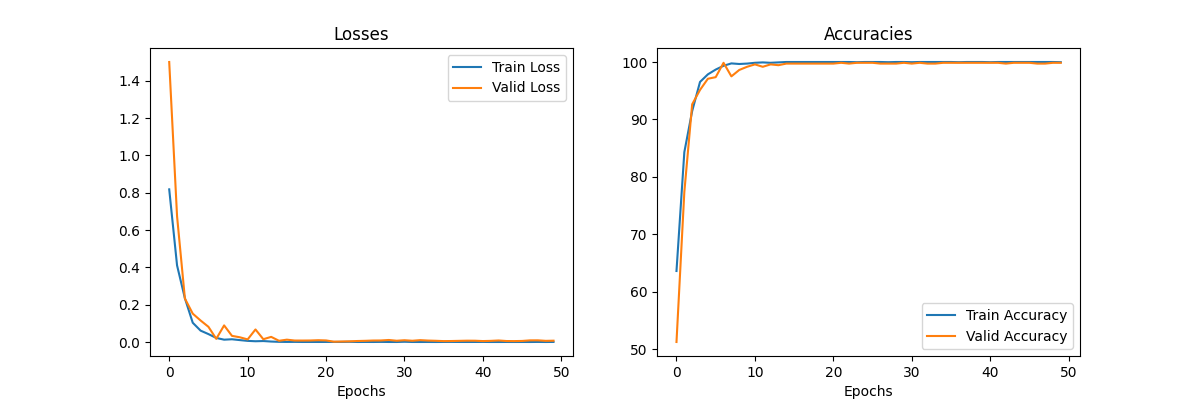 Losses
1.4
1.2
1.0
0.8
0.6
0.4
0.2
0.0
0 10 20 30 40 50
Epochs
Train Loss
Valid Loss
Accuracies
100
90
80
70
60
50
0 10 20 30 40 50
Epochs
Train Accuracy
Valid Accuracy